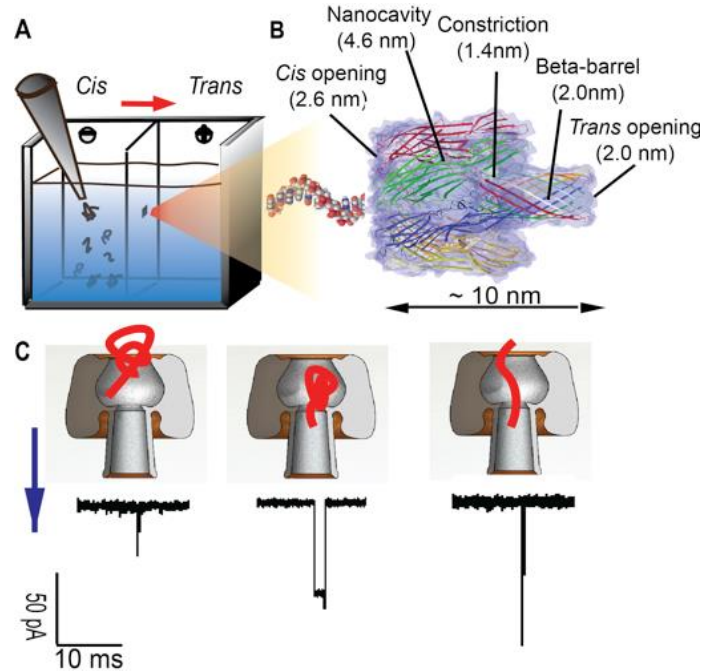 A
Cis
Trans
B
Nanocavity
(4.6 nm)
Constriction
(1.4nm)
Cis opening
(2.6 nm)
Beta-barrel
(2.0nm)
Trans opening
(2.0 nm)
~ 10 nm
C
50 pA
10 ms